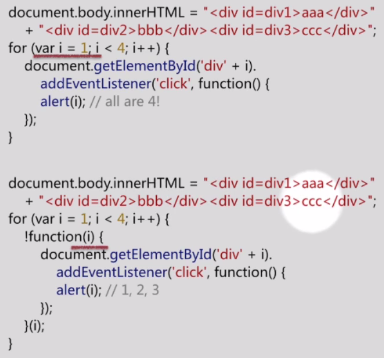 document.body.innerHTML = "<div id=div1>aaa</div>"
+ "<div id=div2>bbb</div><div id=div3>ccc</div>";
for (var i = 1; i < 4; i++) {
document.getElementById('div' + i).
addEventListener('click', function() {
alert(i); // all are 4!
});
}
document.body.innerHTML = "<div id=div1>aaa</div>"
+ "<div id=div2>bbb</div><div id=div3>ccc</div>";
for (var i = 1; i < 4; i++) {
!function(i) {
document.getElementById('div' + i).
addEventListener('click', function() {
alert(i); // 1, 2, 3
});
}(i);
}